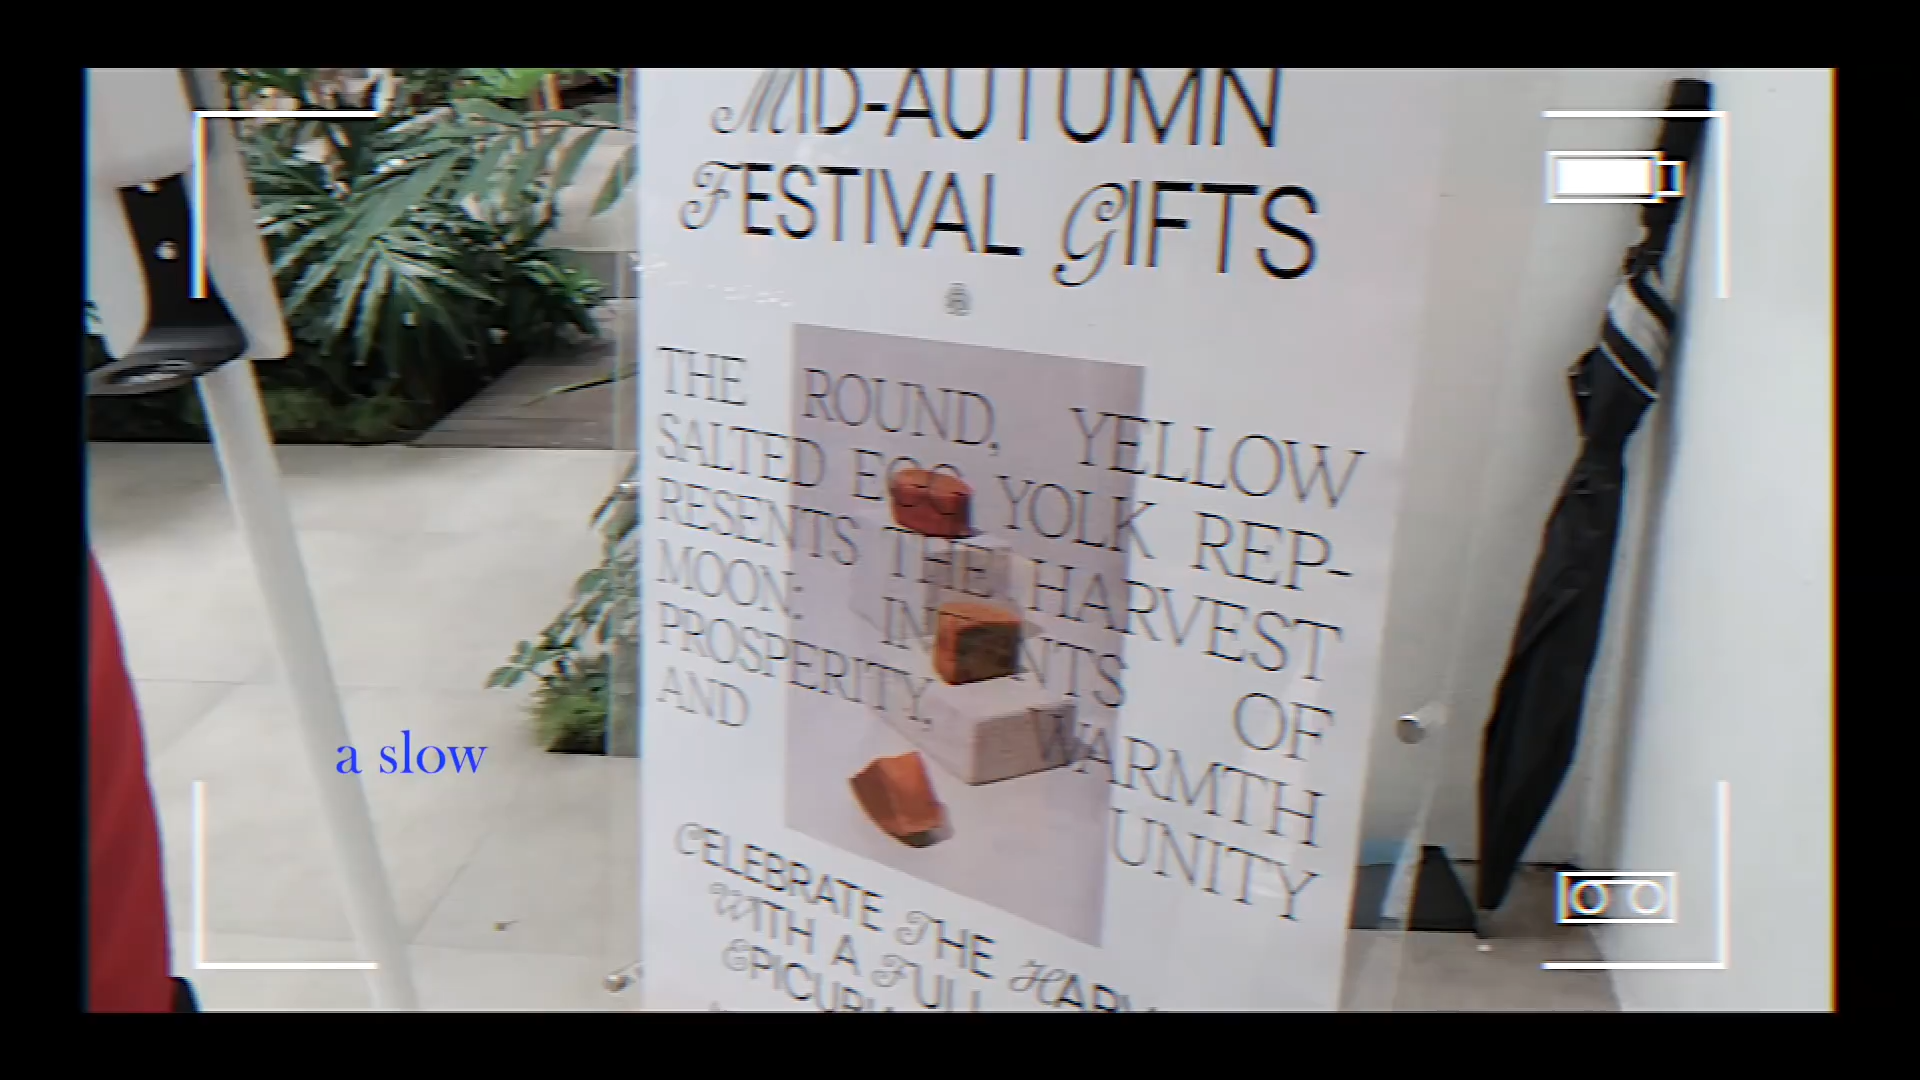 MID-AUTUMN
FESTIVAL GIFTS
THE ROUND, YELLOW
SALTED EGG YOLK REP-
RESENTS THE HARVEST
MOON: OF
PROSPERITY, WARMTH
AND UNITY
CELEBRATE THE
WITH A FULL
a slow